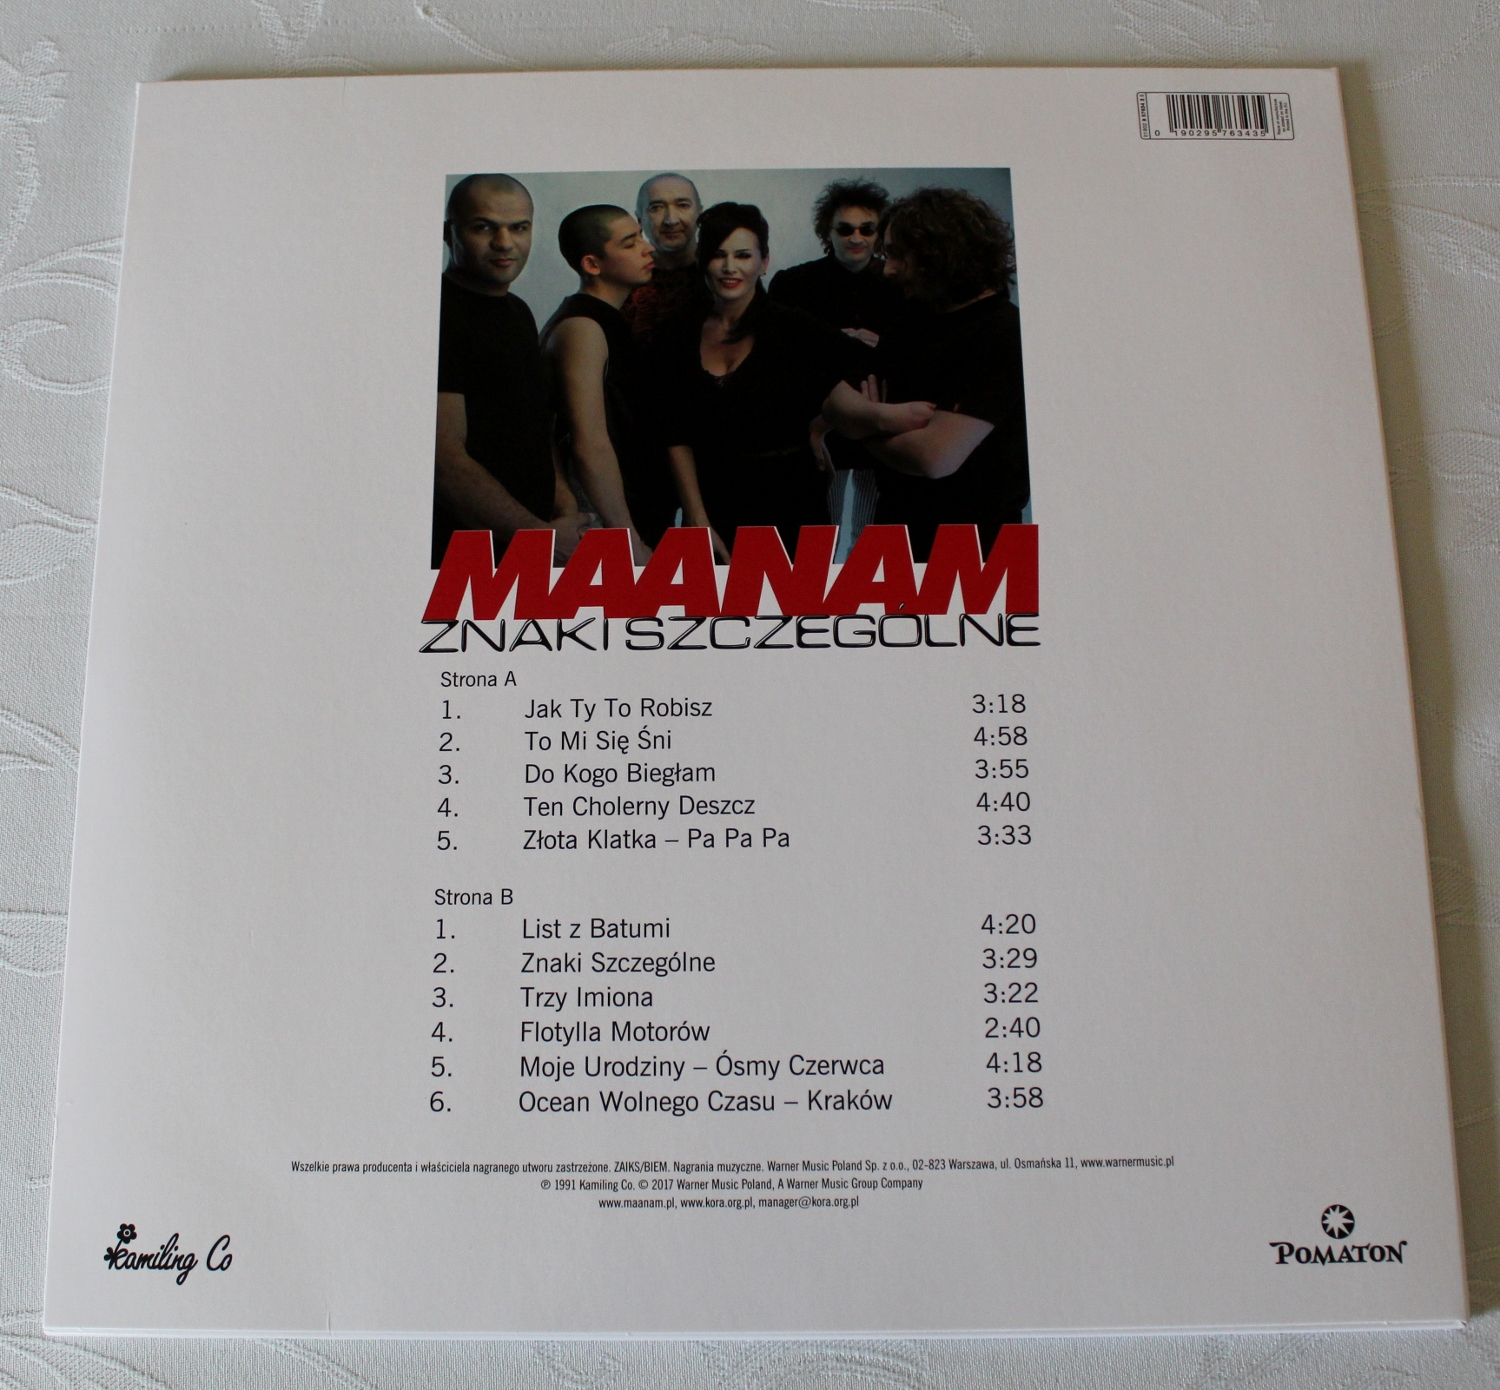 0 190295 763435
MAANAM
ZNAKI SZCZEGÓLNE
Strona A
1. Jak Ty To Robisz 3:18
2. To Mi Się Śni 4:58
3. Do Kogo Biegłam 3:55
4. Ten Cholerny Deszcz 4:40
5. Złota Klatka – Pa Pa Pa 3:33
Strona B
1. List z Batumi 4:20
2. Znaki Szczególne 3:29
3. Trzy Imiona 3:22
4. Flotylla Motorów 2:40
5. Moje Urodziny – Ósmy Czerwca 4:18
6. Ocean Wolnego Czasu – Kraków 3:58
Wszelkie prawa producenta i właściciela nagranego utworu zastrzeżone. ZAIKS/BIEM. Nagrania muzyczne. Warner Music Poland Sp. z o.o., 02-823 Warszawa, ul. Osmańska 11, www.warnermusic.pl
℗ 1991 Kamiling Co. © 2017 Warner Music Poland, A Warner Music Group Company
www.maanam.pl, www.kora.org.pl, manager@kora.org.pl
Kamiling Co
POMATON